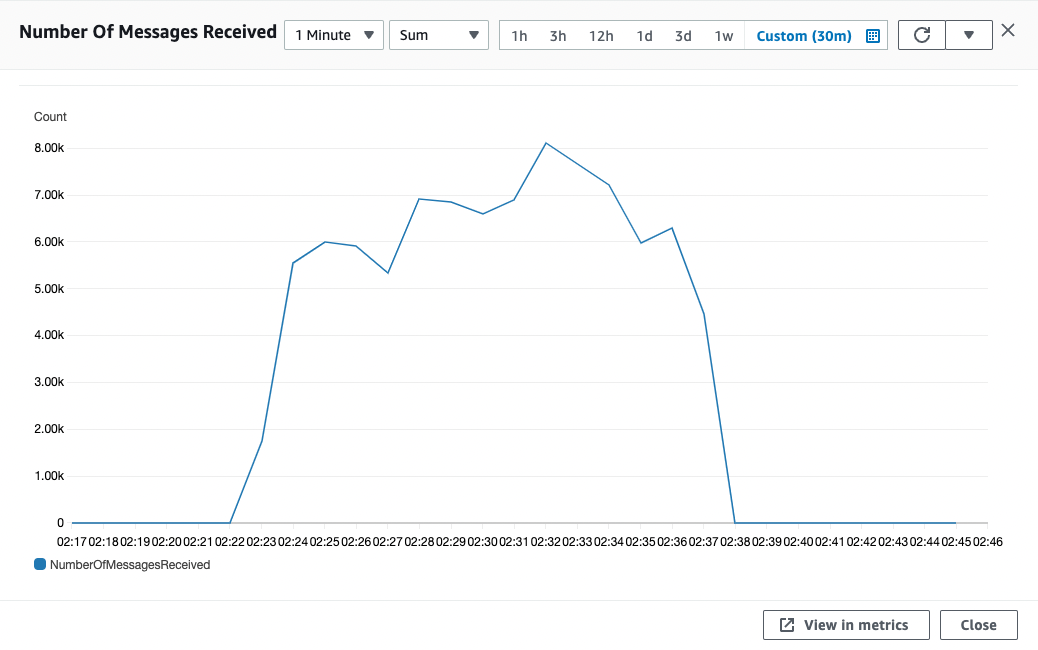 Number Of Messages Received 1 Minute Sum 1h 3h 12h 1d 3d 1w Custom (30m)
Count
8.00k
7.00k
6.00k
5.00k
4.00k
3.00k
2.00k
1.00k
0
02:17 02:18 02:19 02:20 02:21 02:22 02:23 02:24 02:25 02:26 02:27 02:28 02:29 02:30 02:31 02:32 02:33 02:34 02:35 02:36 02:37 02:38 02:39 02:40 02:41 02:42 02:43 02:44 02:45 02:46
NumberOfMessagesReceived
View in metrics Close